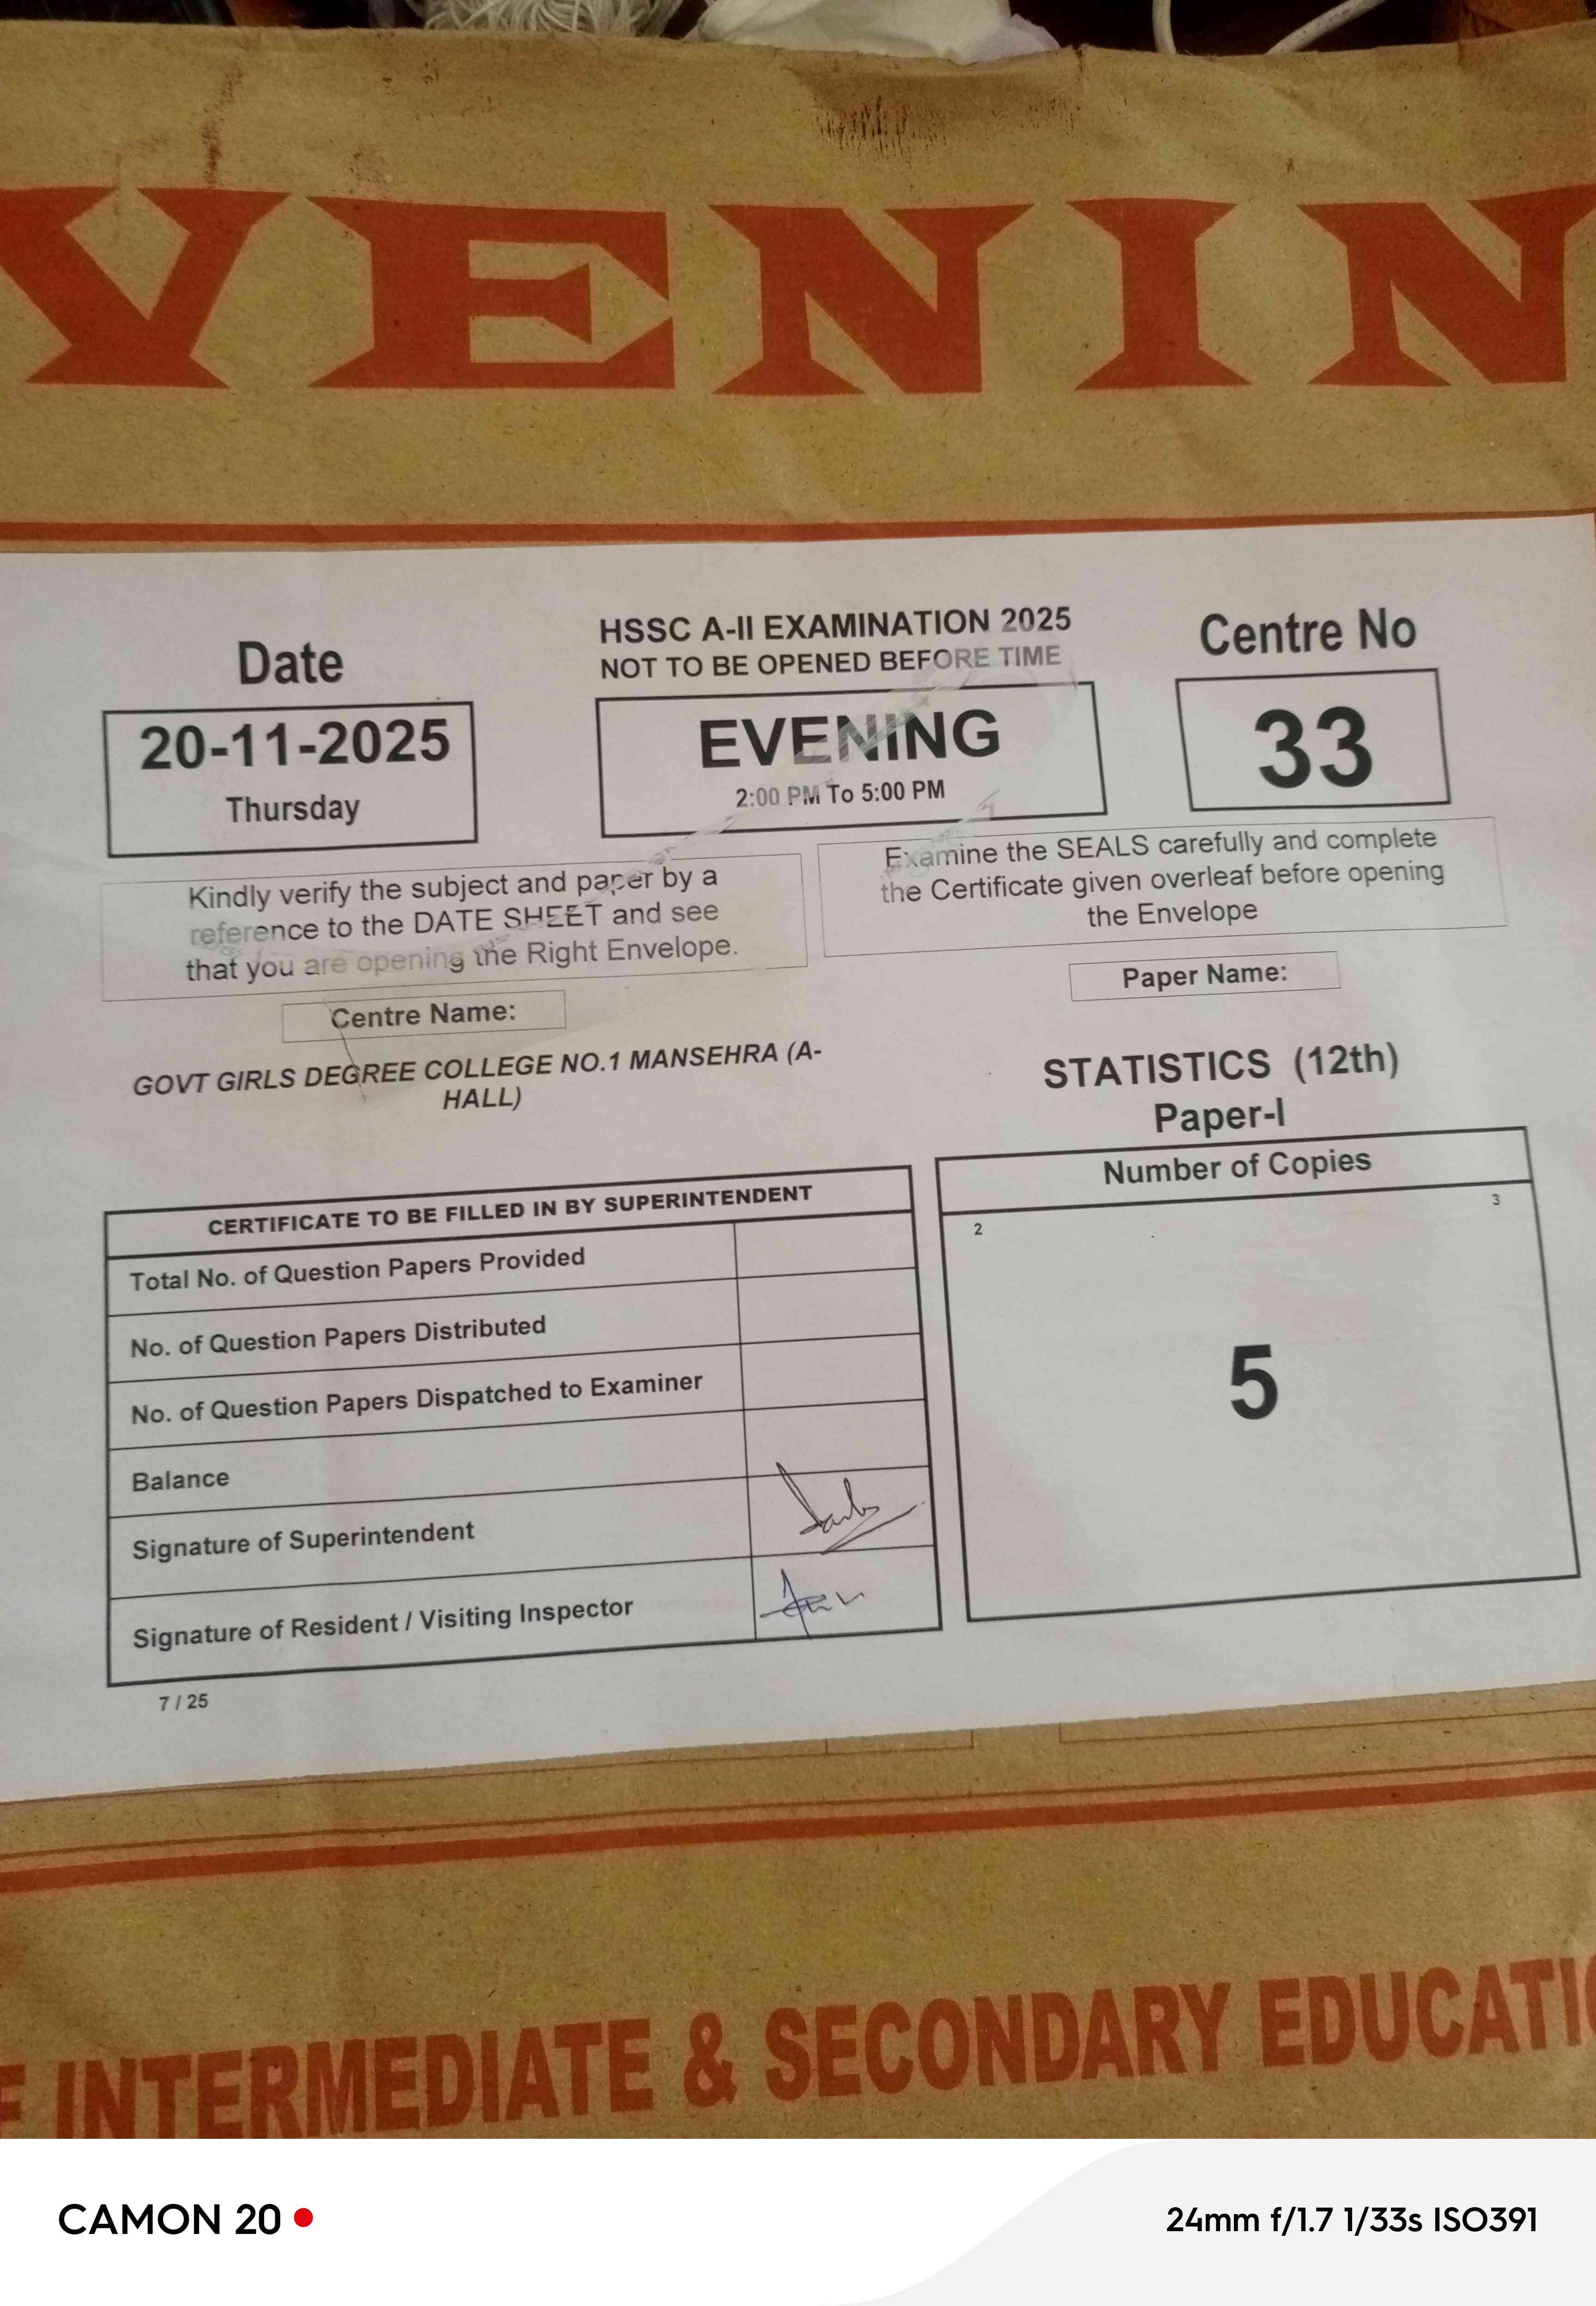 VENIN
HSSC A-II EXAMINATION 2025
NOT TO BE OPENED BEFORE TIME
Date
20-11-2025
Thursday
EVENING
2:00 PM To 5:00 PM
Centre No
33
Kindly verify the subject and paper by a
reference to the DATE SHEET and see
that you are opening the Right Envelope.
Examine the SEALS carefully and complete
the Certificate given overleaf before opening
the Envelope
Centre Name:
GOVT GIRLS DEGREE COLLEGE NO.1 MANSEHRA (A-
HALL)
Paper Name:
STATISTICS (12th)
Paper-I
CERTIFICATE TO BE FILLED IN BY SUPERINTENDENT
Total No. of Question Papers Provided
No. of Question Papers Distributed
No. of Question Papers Dispatched to Examiner
Balance
Signature of Superintendent
Signature of Resident / Visiting Inspector
Number of Copies
2 3
5
7 / 25
F INTERMEDIATE & SECONDARY EDUCATI
CAMON 20
24mm f/1.7 1/33s ISO391